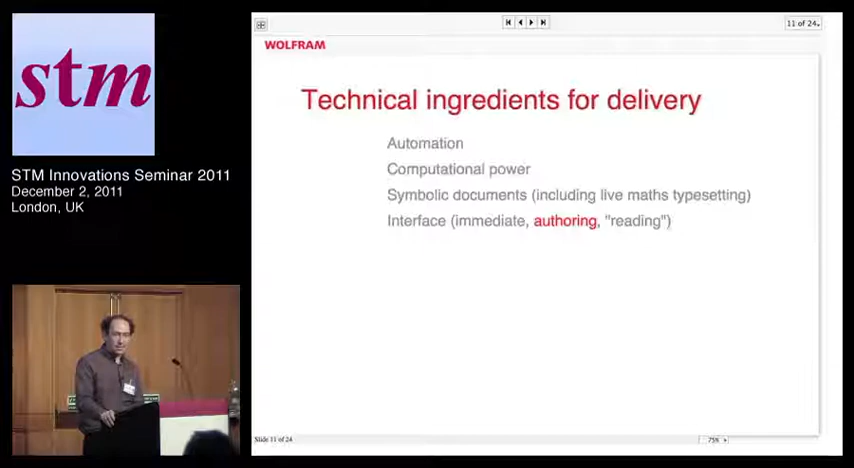 stm
STM Innovations Seminar 2011
December 2, 2011
London, UK
11 of 24
WOLFRAM
Technical ingredients for delivery
Automation
Computational power
Symbolic documents (including live maths typesetting)
Interface (immediate, authoring, "reading")
Slide 11 of 24
75%